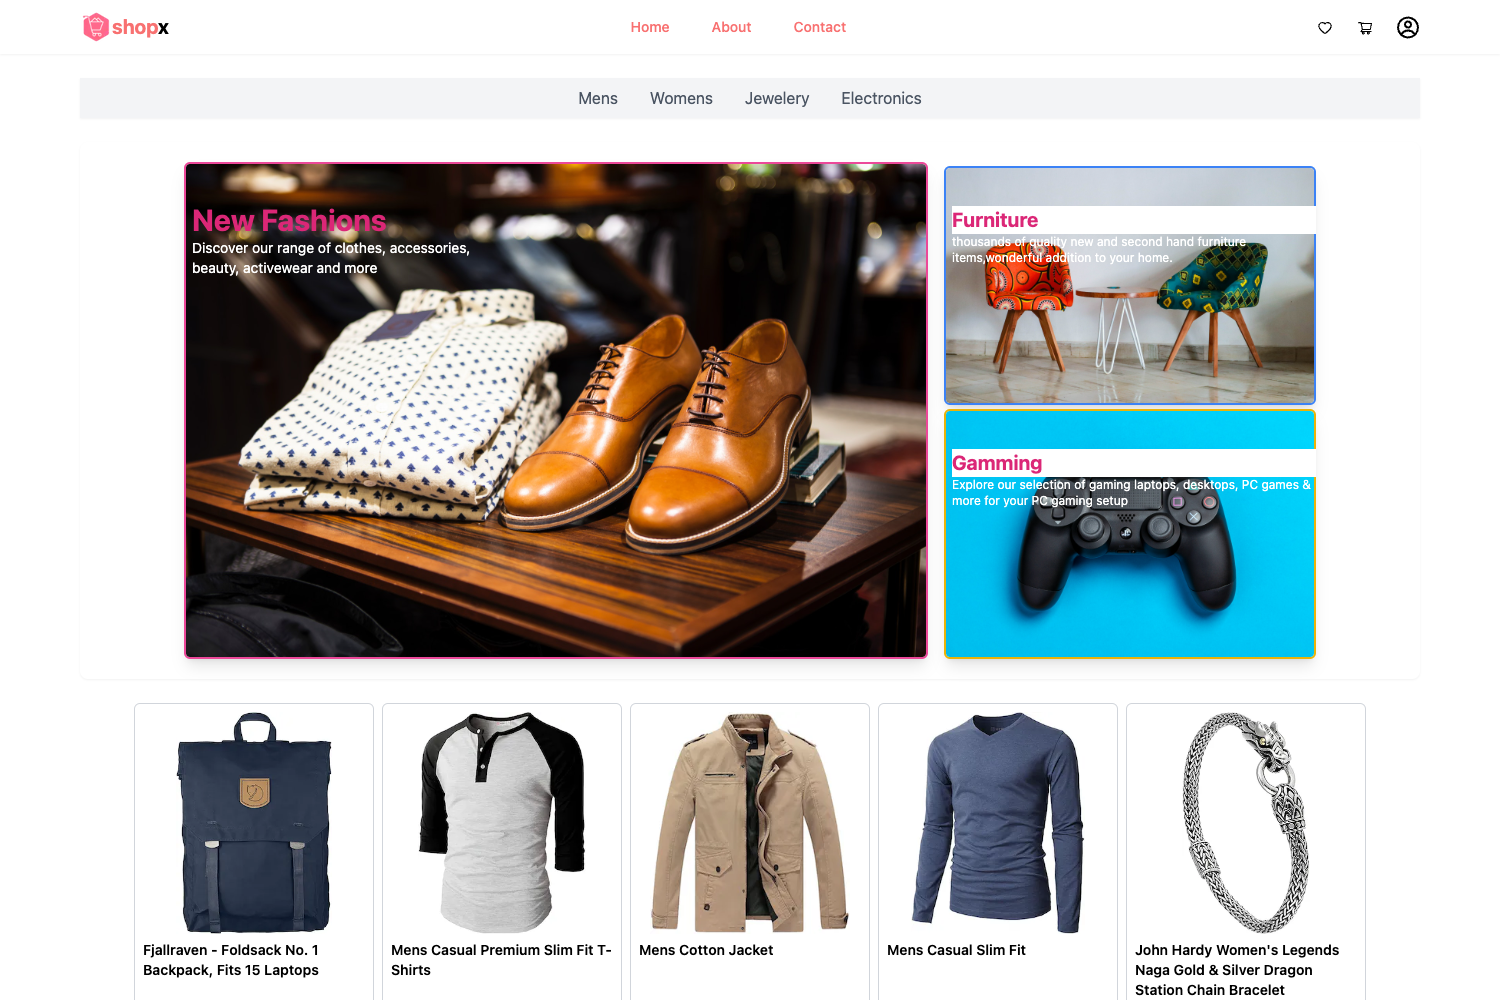 shopx
Home
About
Contact
Mens
Womens
Jewelery
Electronics
New Fashions
Discover our range of clothes, accessories,
beauty, activewear and more
Furniture
thousands of quality new and second hand furniture
items,wonderful addition to your home.
Gamming
Explore our selection of gaming laptops, desktops, PC games &
more for your PC gaming setup
Fjallraven - Foldsack No. 1
Backpack, Fits 15 Laptops
Mens Casual Premium Slim Fit T-
Shirts
Mens Cotton Jacket
Mens Casual Slim Fit
John Hardy Women's Legends
Naga Gold & Silver Dragon
Station Chain Bracelet